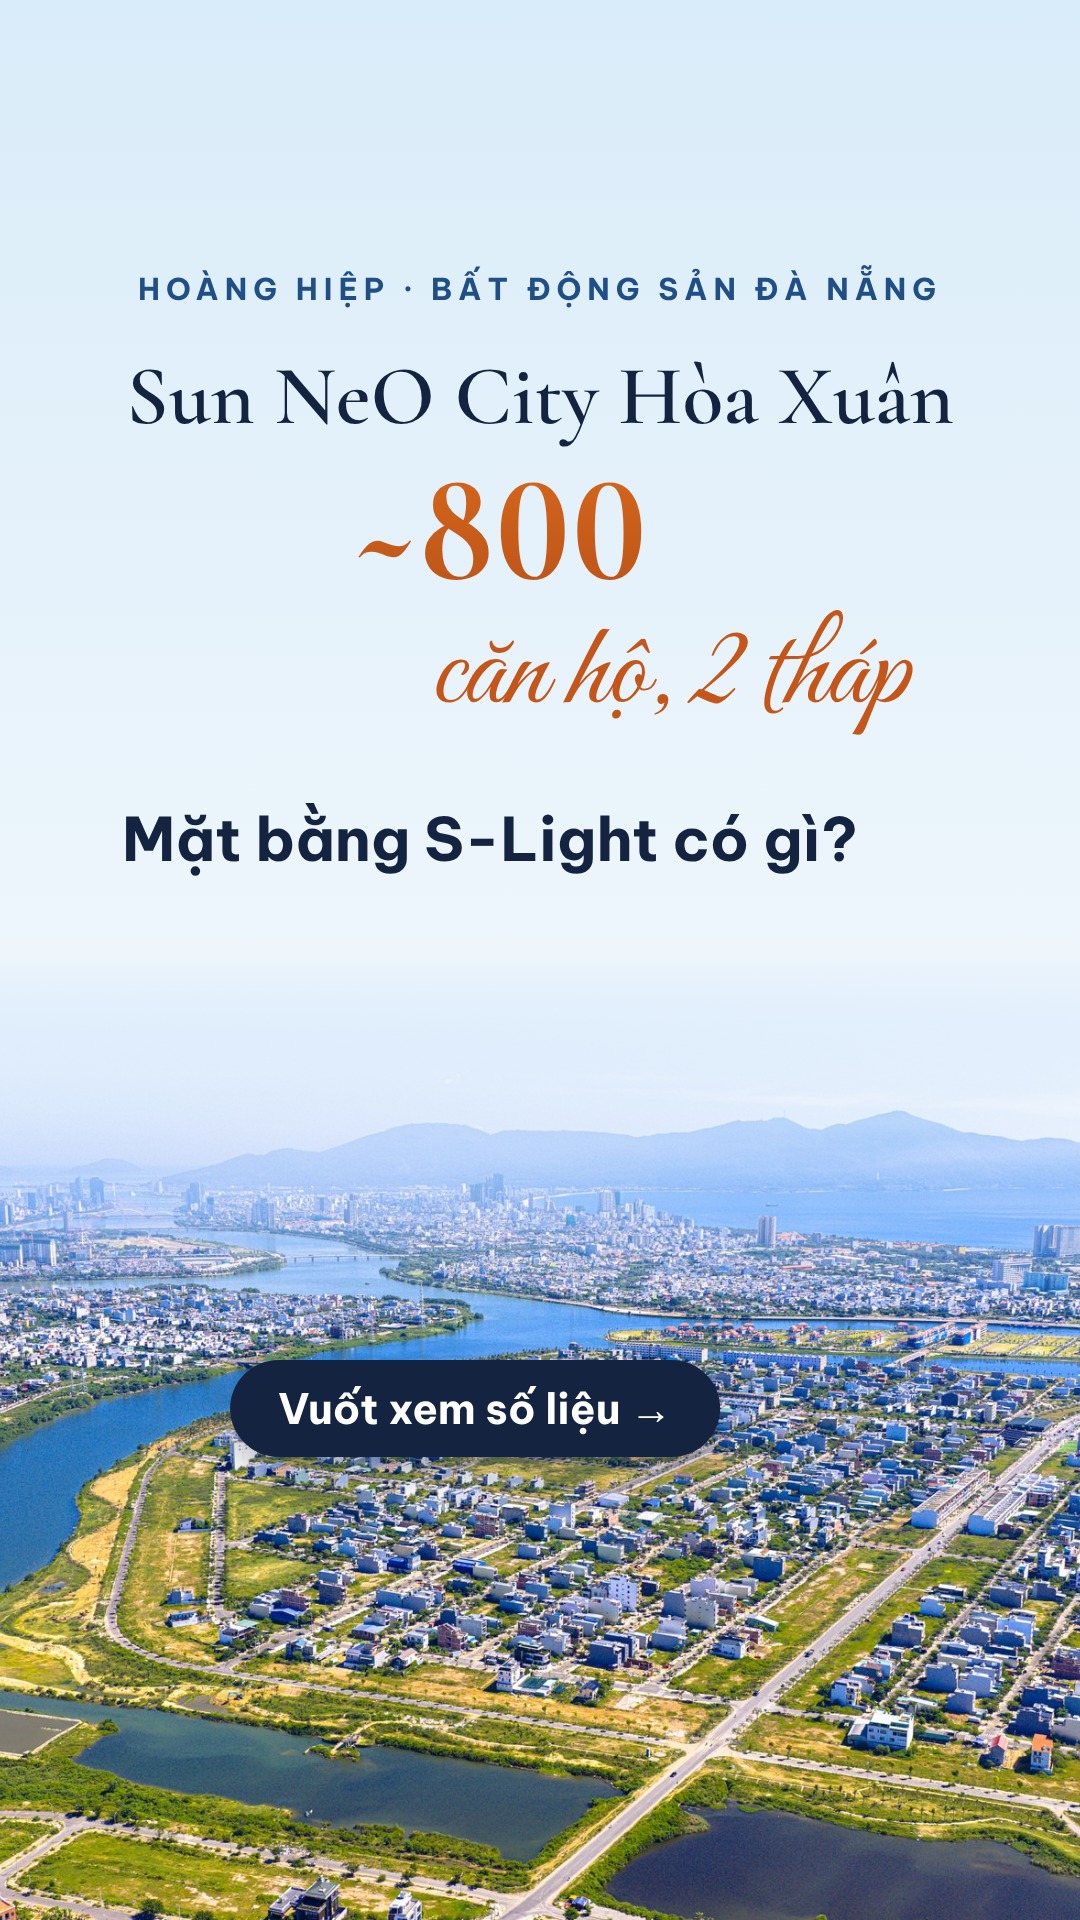 HOÀNG HIỆP · BẤT ĐỘNG SẢN ĐÀ NẴNG
Sun NeO City Hòa Xuân
~800
căn hộ, 2 tháp
Mặt bằng S-Light có gì?
Vuốt xem số liệu →